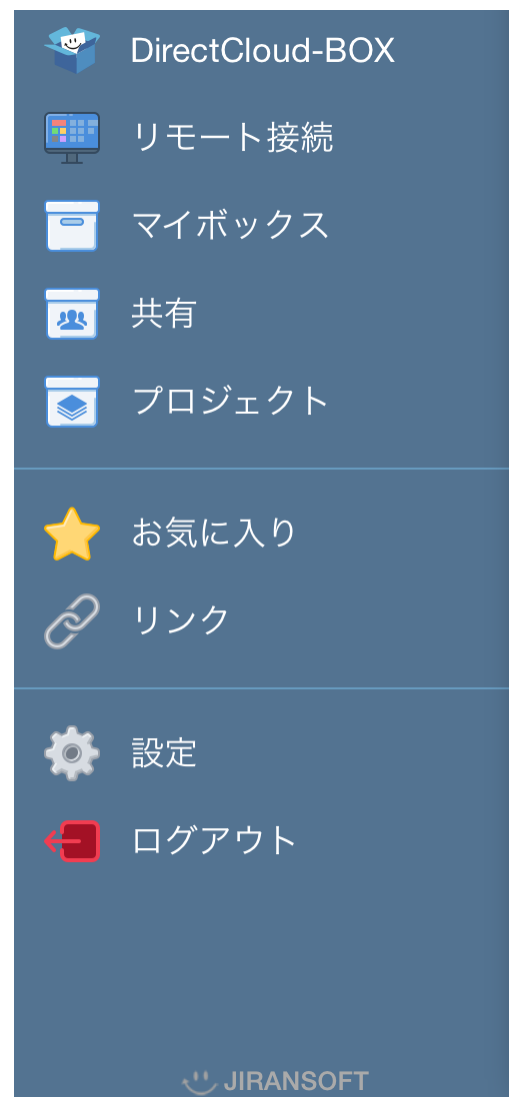 DirectCloud-BOX
リモート接続
マイボックス
共有
プロジェクト
お気に入り
リンク
設定
ログアウト
JIRANSOFT